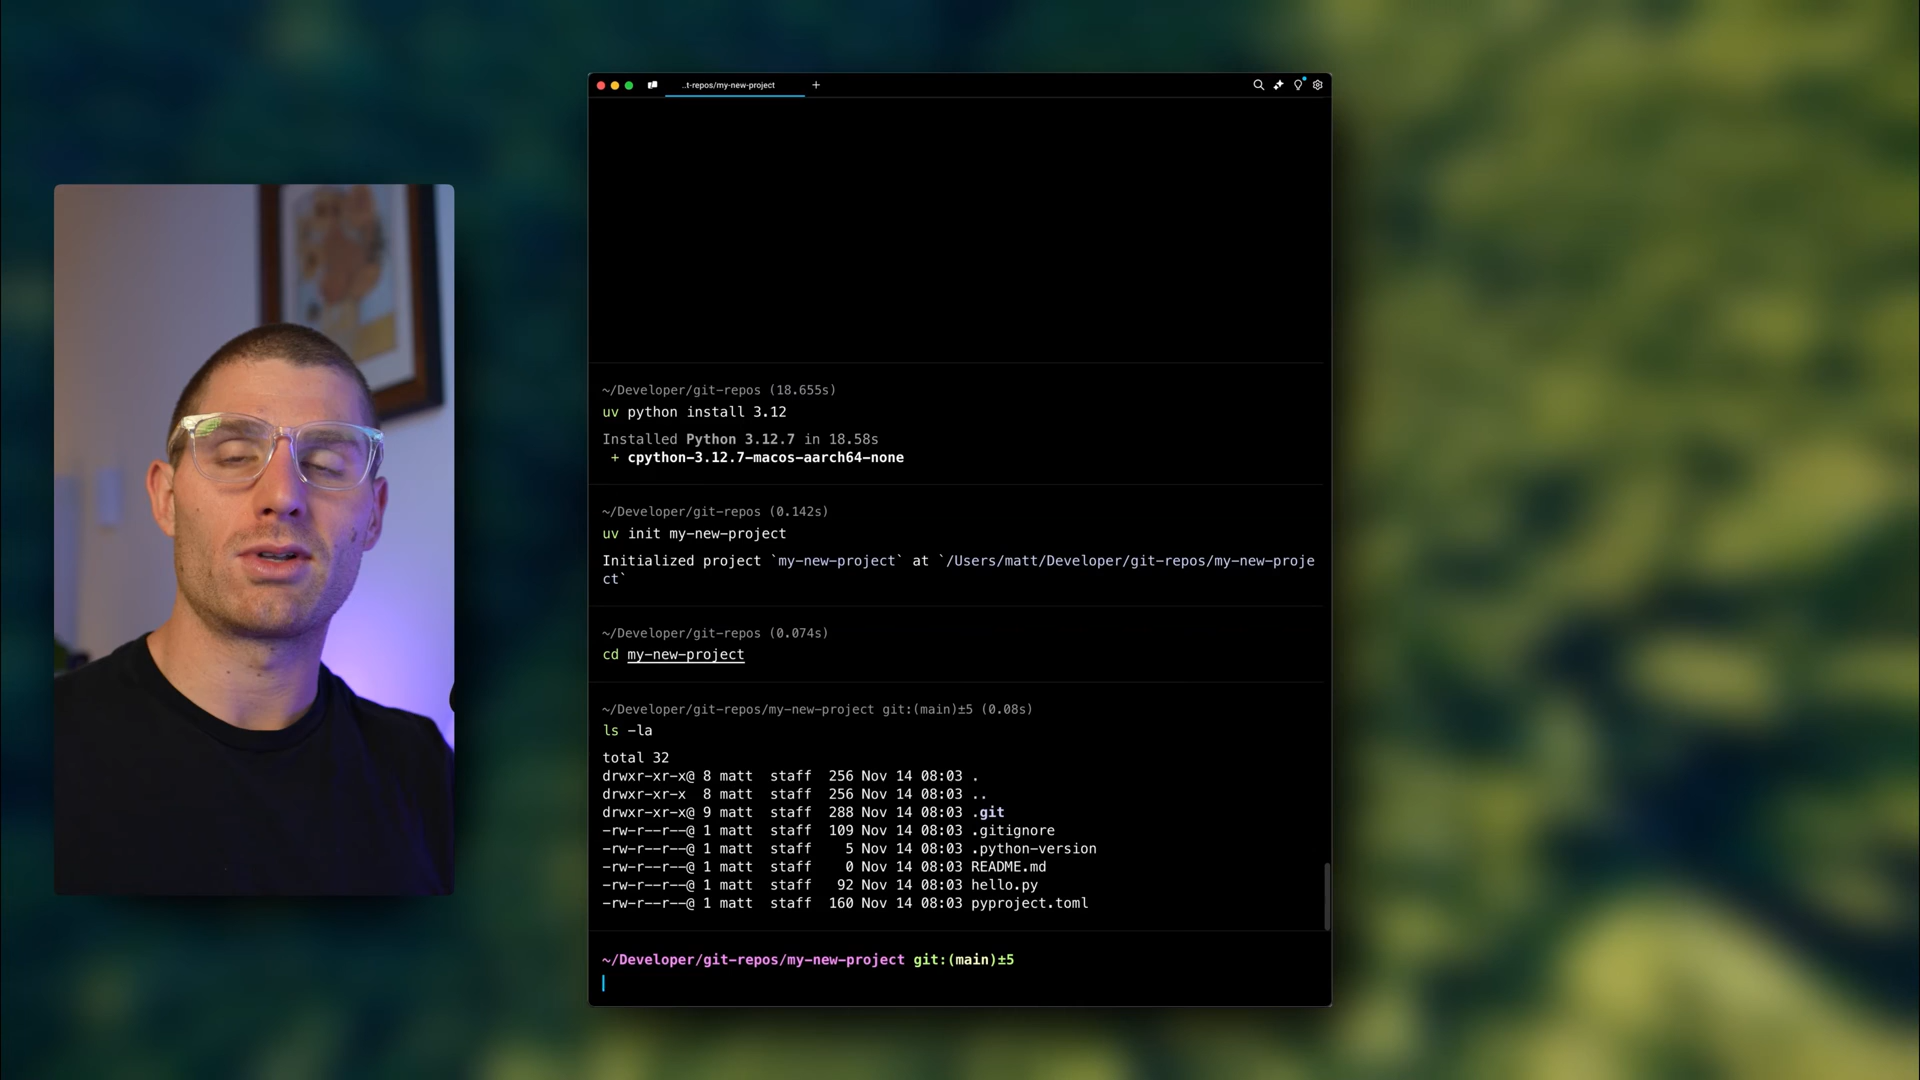 ..t-repos/my-new-project
~/Developer/git-repos (18.655s)
uv python install 3.12
Installed Python 3.12.7 in 18.58s
+ cpython-3.12.7-macos-aarch64-none
~/Developer/git-repos (0.142s)
uv init my-new-project
Initialized project `my-new-project` at `/Users/matt/Developer/git-repos/my-new-proje
ct`
~/Developer/git-repos (0.074s)
cd my-new-project
~/Developer/git-repos/my-new-project git:(main)±5 (0.08s)
ls -la
total 32
drwxr-xr-x@ 8 matt  staff  256 Nov 14 08:03 .
drwxr-xr-x  8 matt  staff  256 Nov 14 08:03 ..
drwxr-xr-x@ 9 matt  staff  288 Nov 14 08:03 .git
-rw-r--r--@ 1 matt  staff  109 Nov 14 08:03 .gitignore
-rw-r--r--@ 1 matt  staff    5 Nov 14 08:03 .python-version
-rw-r--r--@ 1 matt  staff    0 Nov 14 08:03 README.md
-rw-r--r--@ 1 matt  staff   92 Nov 14 08:03 hello.py
-rw-r--r--@ 1 matt  staff  160 Nov 14 08:03 pyproject.toml
~/Developer/git-repos/my-new-project git:(main)±5